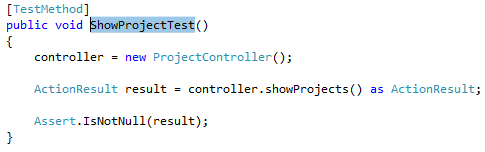 [TestMethod]
public void ShowProjectTest()
{
controller = new ProjectController();
ActionResult result = controller.showProjects() as ActionResult;
Assert.IsNotNull(result);
}